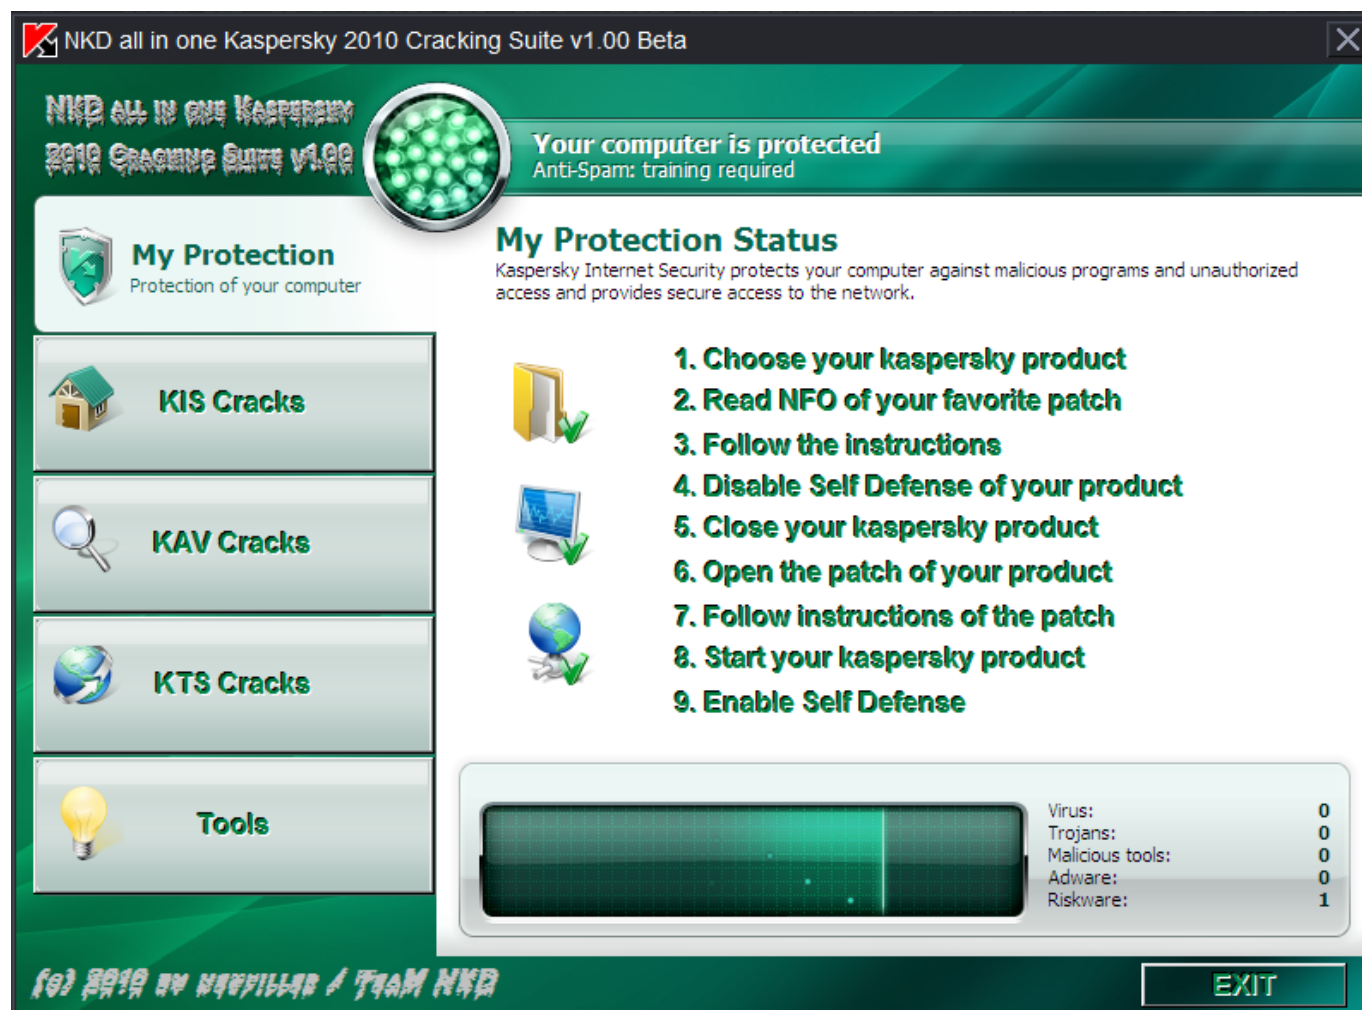 NKD all in one Kaspersky 2010 Cracking Suite v1.00 Beta
NKD all in one Kaspersky
2010 Cracking Suite v1.00
Your computer is protected
Anti-Spam: training required
My Protection
Protection of your computer
My Protection Status
Kaspersky Internet Security protects your computer against malicious programs and unauthorized
access and provides secure access to the network.
KIS Cracks
KAV Cracks
KTS Cracks
Tools
1. Choose your kaspersky product
2. Read NFO of your favorite patch
3. Follow the instructions
4. Disable Self Defense of your product
5. Close your kaspersky product
6. Open the patch of your product
7. Follow instructions of the patch
8. Start your kaspersky product
9. Enable Self Defense
Virus: 0
Trojans: 0
Malicious tools: 0
Adware: 0
Riskware: 1
(c) 2010 by / TeaM NKD
EXIT